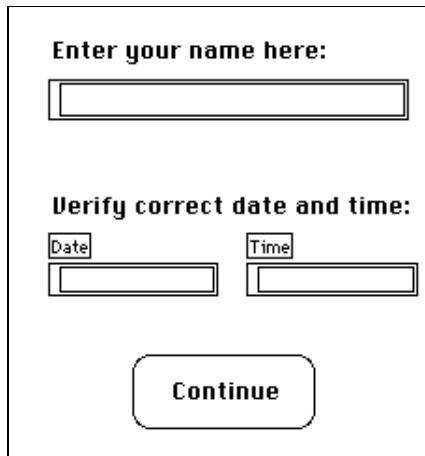 Enter your name here:
Verify correct date and time:
Date Time
Continue